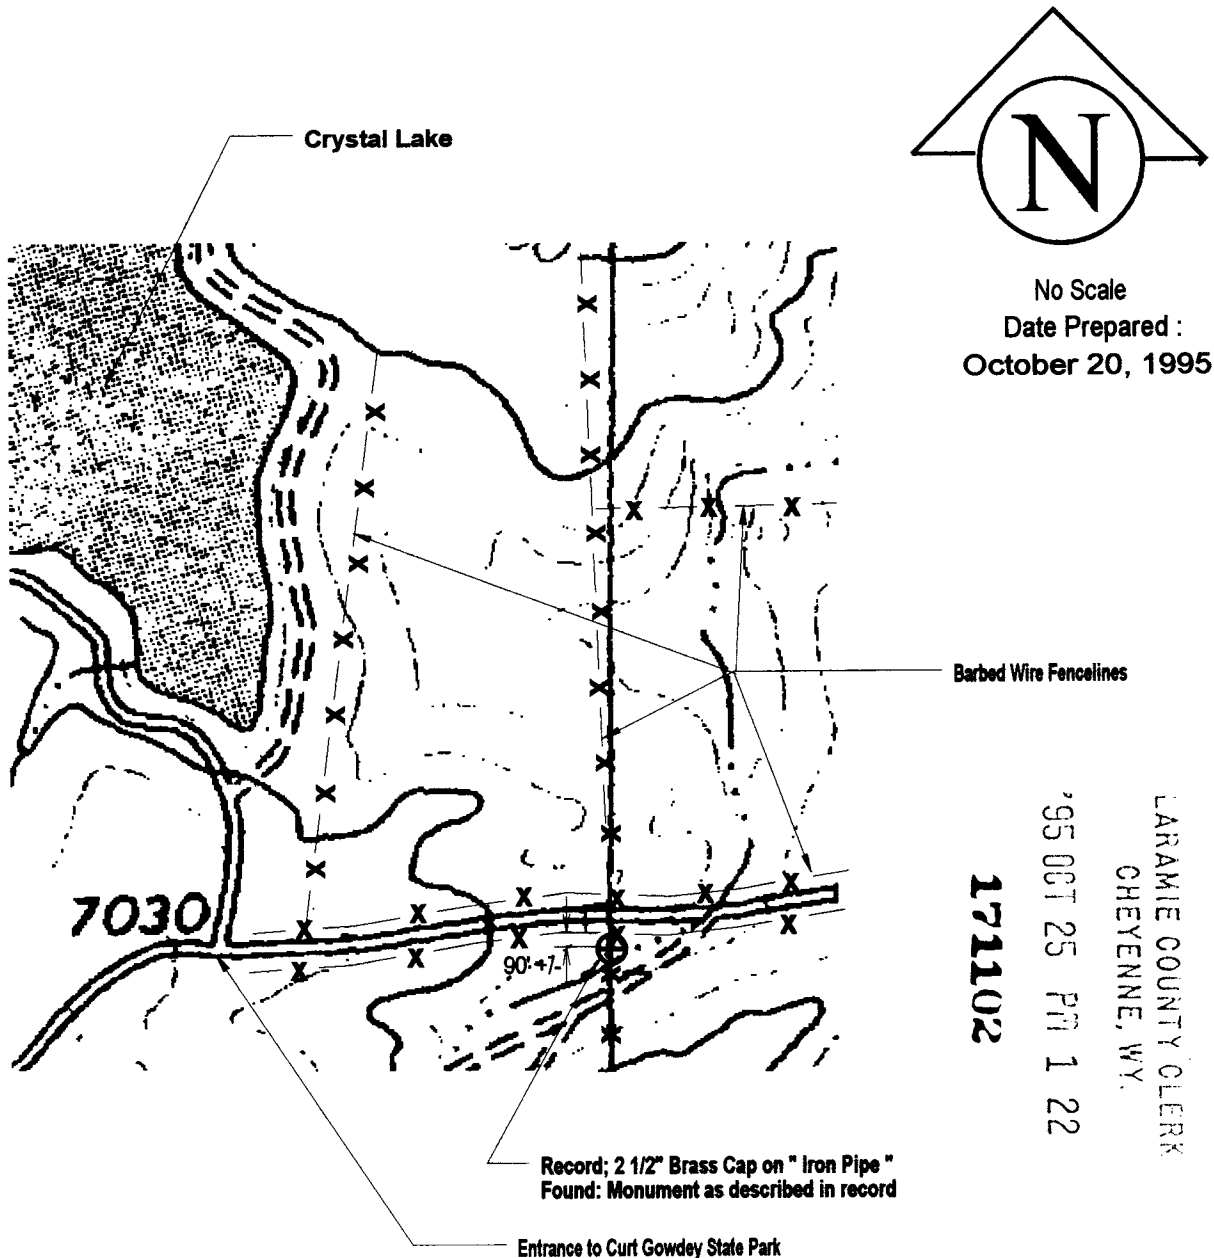 N
Crystal Lake
No Scale
Date Prepared :
October 20, 1995
Barbed Wire Fencelines
7030
90'+/-
LARAMIE COUNTY CLERK
CHEYENNE, WY.
'95 OCT 25 PM 1 22
171102
Record; 2 1/2" Brass Cap on " Iron Pipe "
Found: Monument as described in record
Entrance to Curt Gowdey State Park